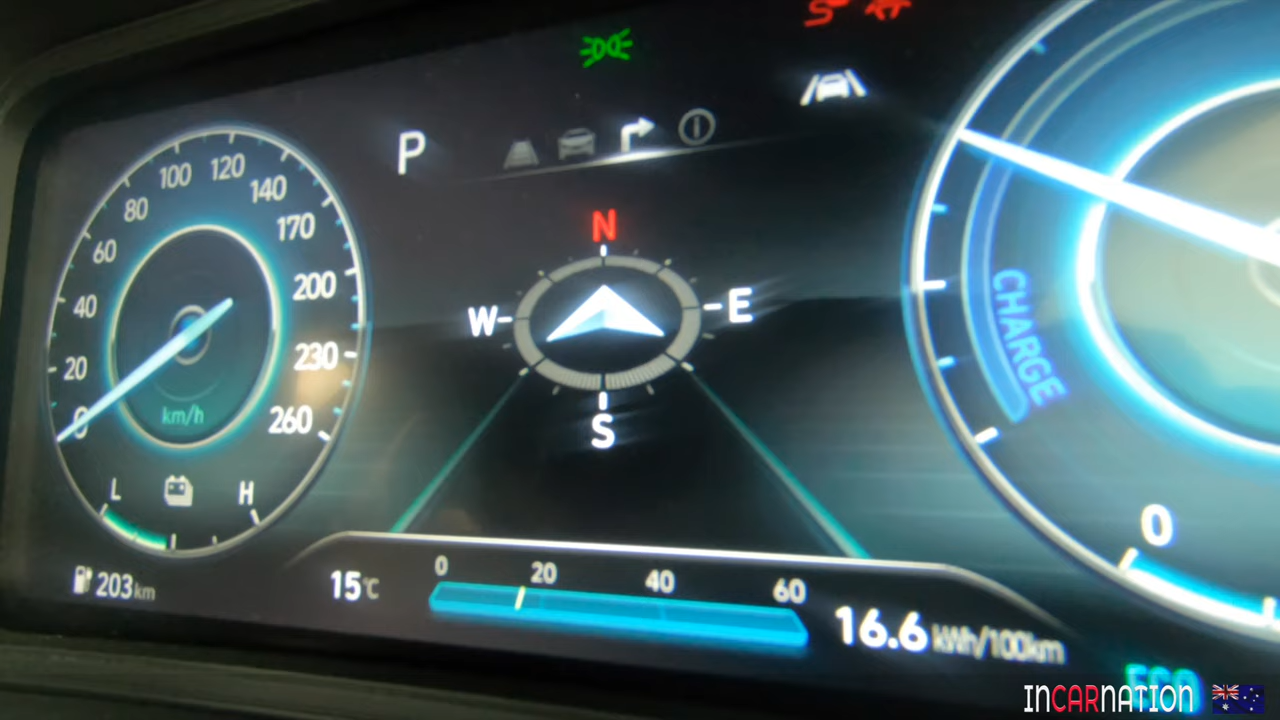 P
N
W E
S
100 120
80 140
60 170
40 200
20 230
0 260
km/h
L H
203km
15°C
0 20 40 60
16.6 kWh/100km
CHARGE
0
ECO
INCARNATION